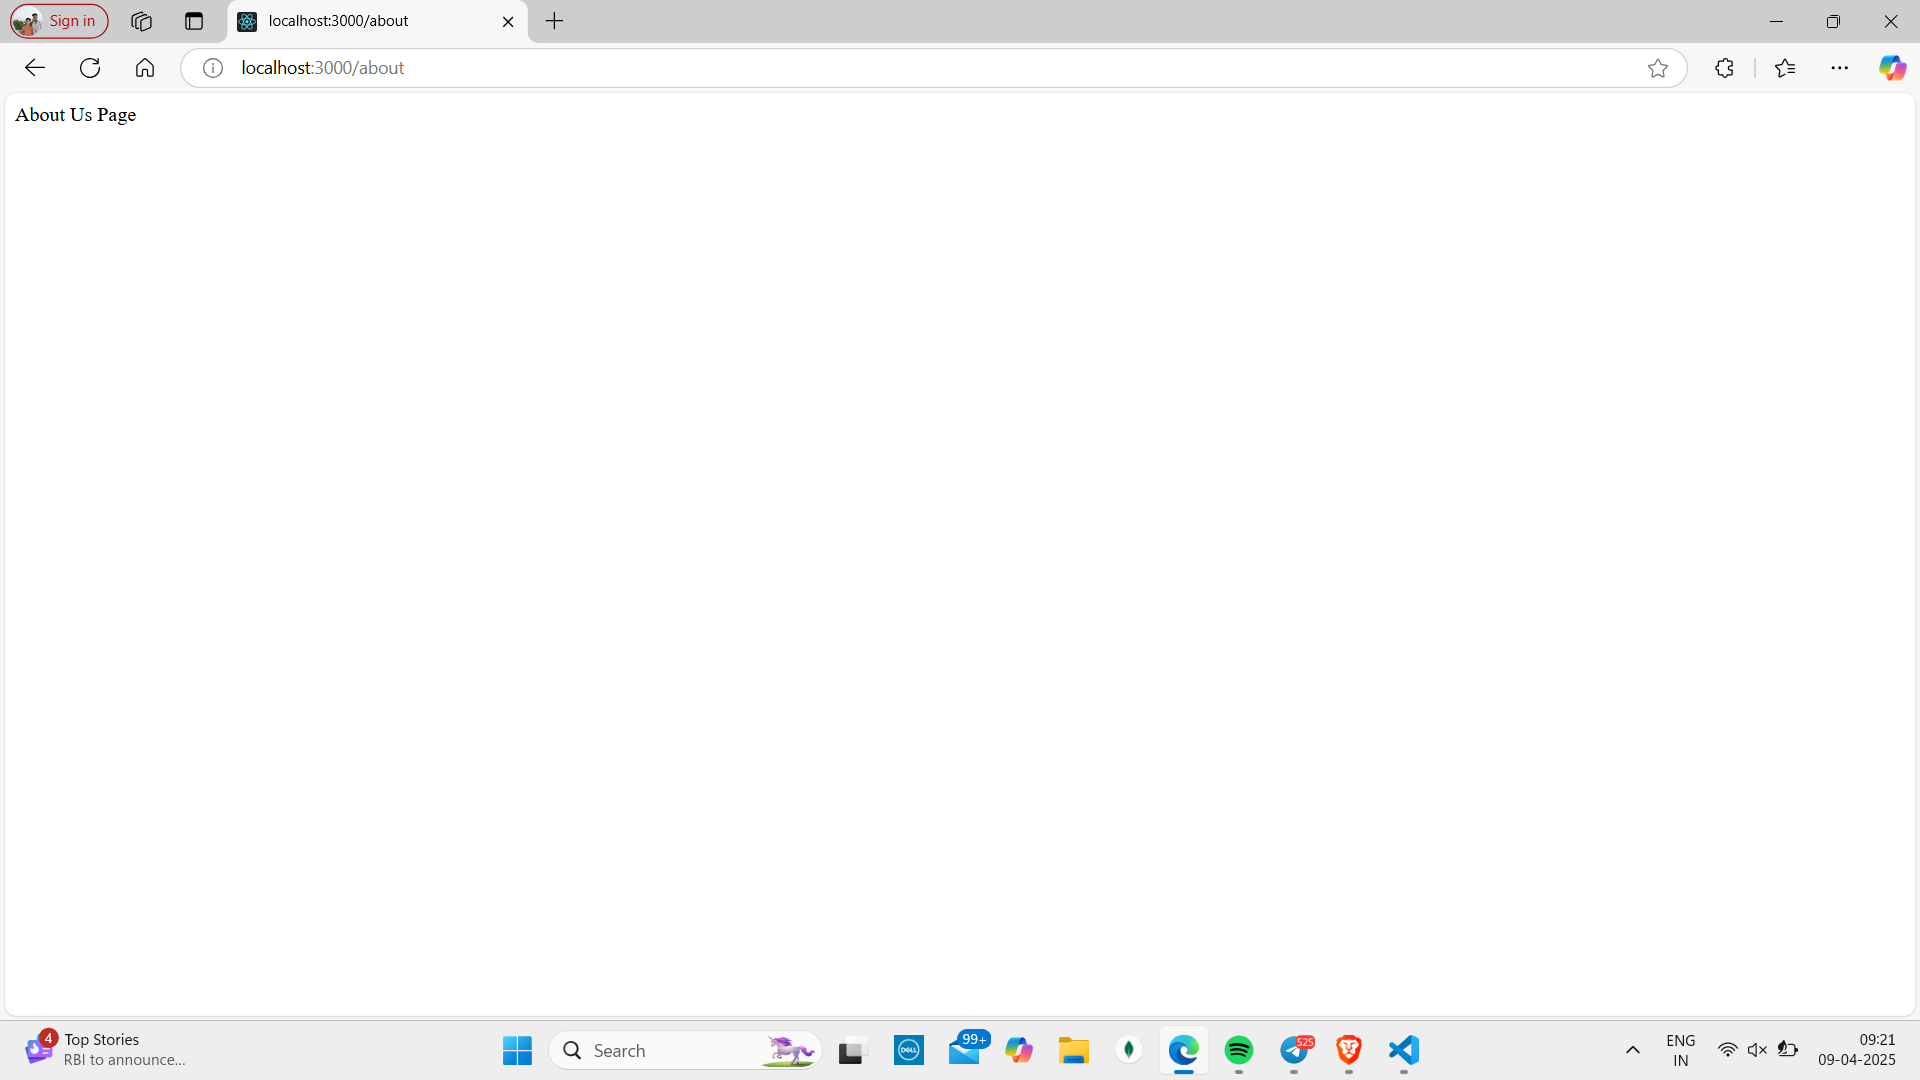 Sign in
localhost:3000/about
localhost:3000/about
About Us Page
4
Top Stories
RBI to announce...
Search
DELL
99+
525
ENG
IN
09:21
09-04-2025